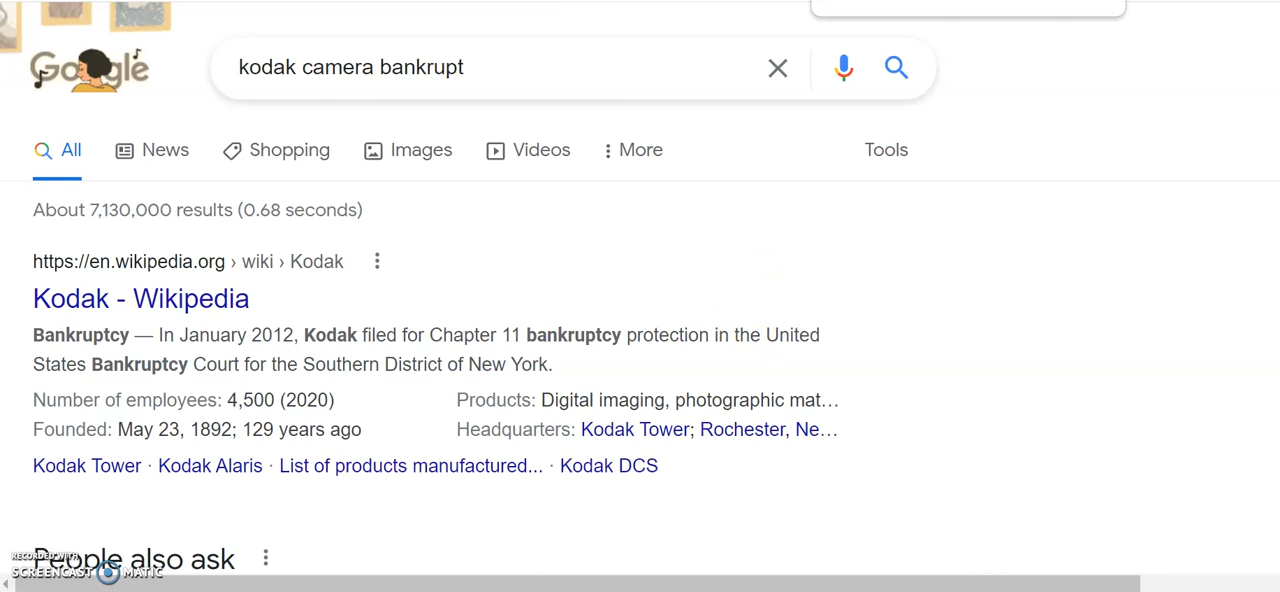 Google
kodak camera bankrupt
All News Shopping Images Videos More Tools
About 7,130,000 results (0.68 seconds)
https://en.wikipedia.org › wiki › Kodak
Kodak - Wikipedia
Bankruptcy — In January 2012, Kodak filed for Chapter 11 bankruptcy protection in the United
States Bankruptcy Court for the Southern District of New York.
Number of employees: 4,500 (2020) Products: Digital imaging, photographic mat...
Founded: May 23, 1892; 129 years ago Headquarters: Kodak Tower; Rochester, Ne...
Kodak Tower · Kodak Alaris · List of products manufactured... · Kodak DCS
People also ask
RECORDED WITH
SCREENCAST MATIC